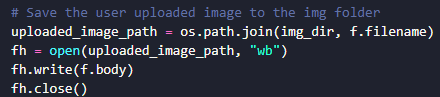 # Save the user uploaded image to the img folder
uploaded_image_path = os.path.join(img_dir, f.filename)
fh = open(uploaded_image_path, "wb")
fh.write(f.body)
fh.close()